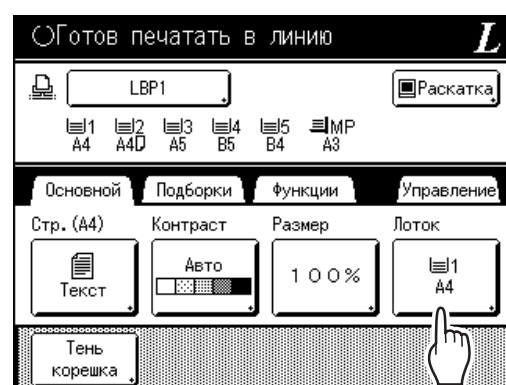 Готов печатать в линию L
LBP1 Раскатка
1 2 3 4 5 MP
A4 A4 A5 B5 B4 A3
Основной Подборки Функции Управление
Стр.(A4) Контраст Размер Лоток
Текст Авто 100% 1
A4
Тень
корешка